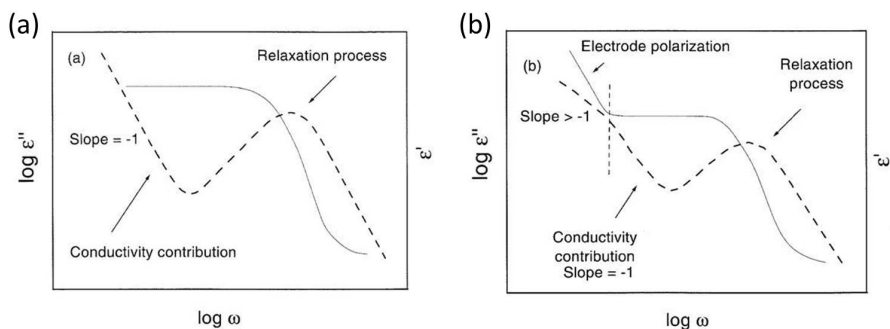 (a)
(a)
Relaxation process
Slope = -1
Conductivity contribution
log ε"
ε'
log ω
(b)
Electrode polarization
(b)
Relaxation
process
Slope > -1
Conductivity
contribution
Slope = -1
log ε"
ε'
log ω